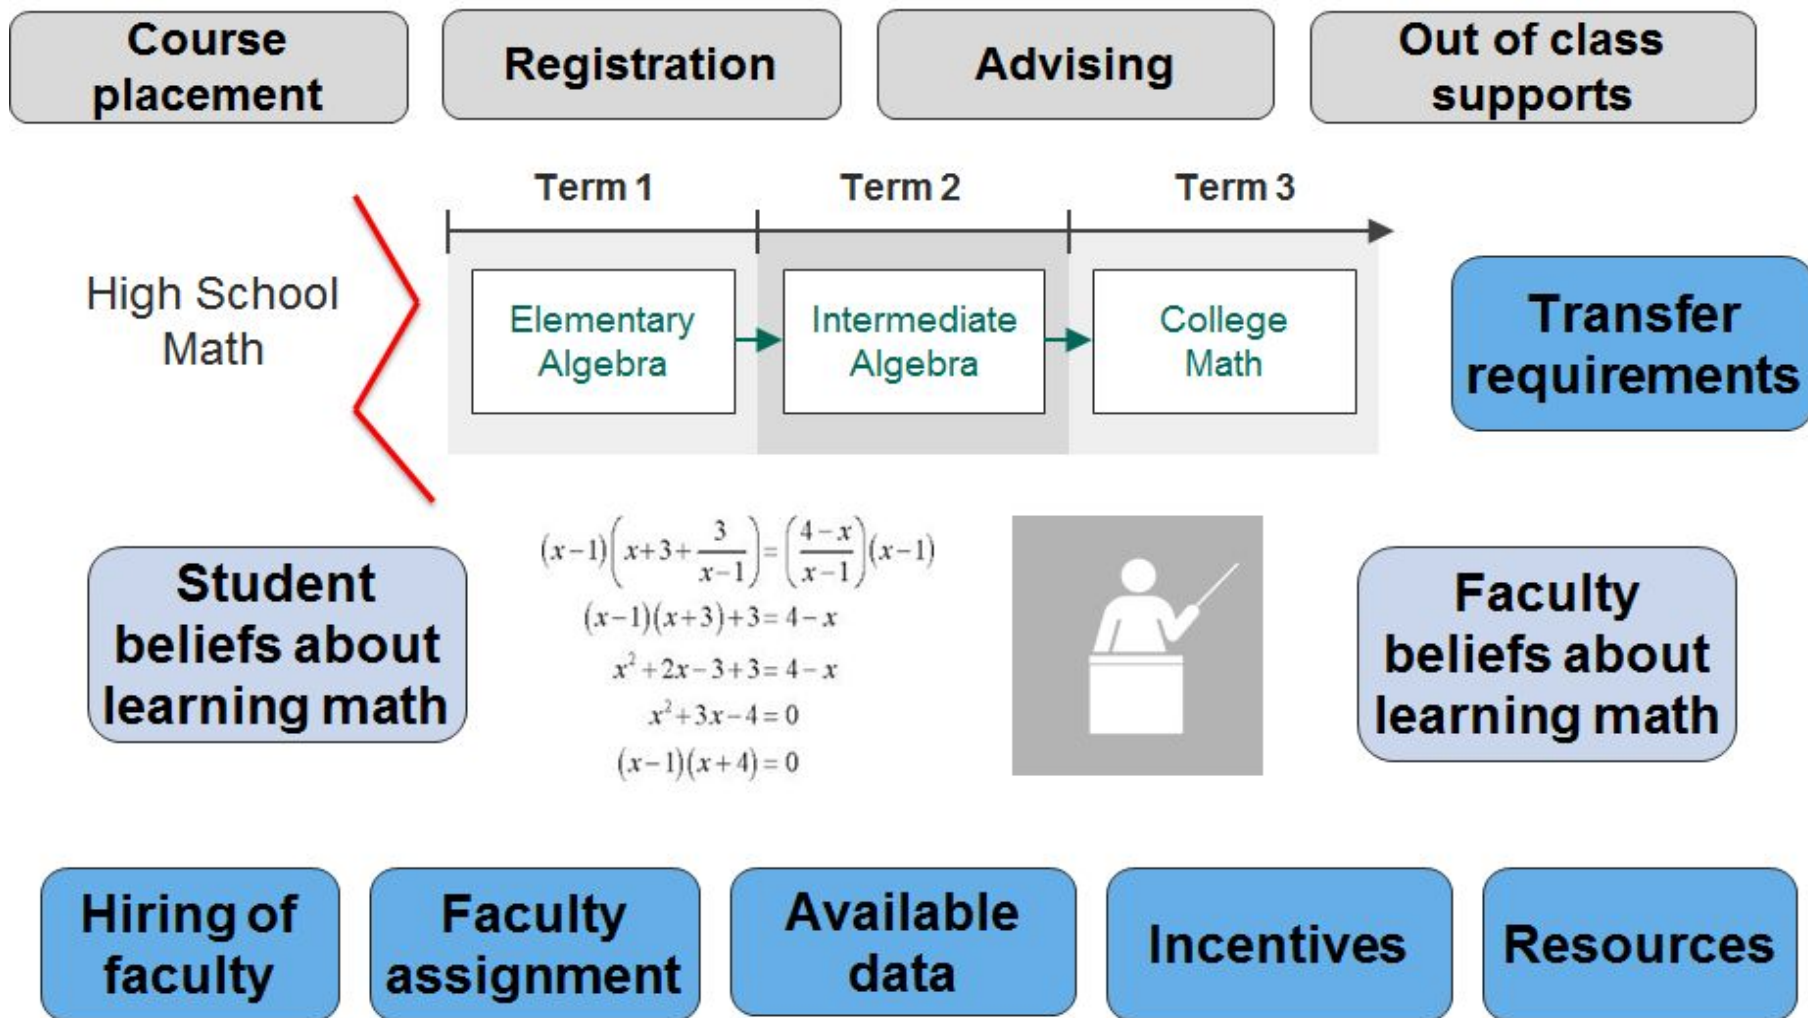 Course
placement
Registration
Advising
Out of class
supports
Term 1
Term 2
Term 3
High School
Math
Elementary
Algebra
Intermediate
Algebra
College
Math
Transfer
requirements
Student
beliefs about
learning math
(x−1)(x+3+3/(x−1))=((4−x)/(x−1))(x−1)
(x−1)(x+3)+3=4−x
x²+2x−3+3=4−x
x²+3x−4=0
(x−1)(x+4)=0
Faculty
beliefs about
learning math
Hiring of
faculty
Faculty
assignment
Available
data
Incentives
Resources